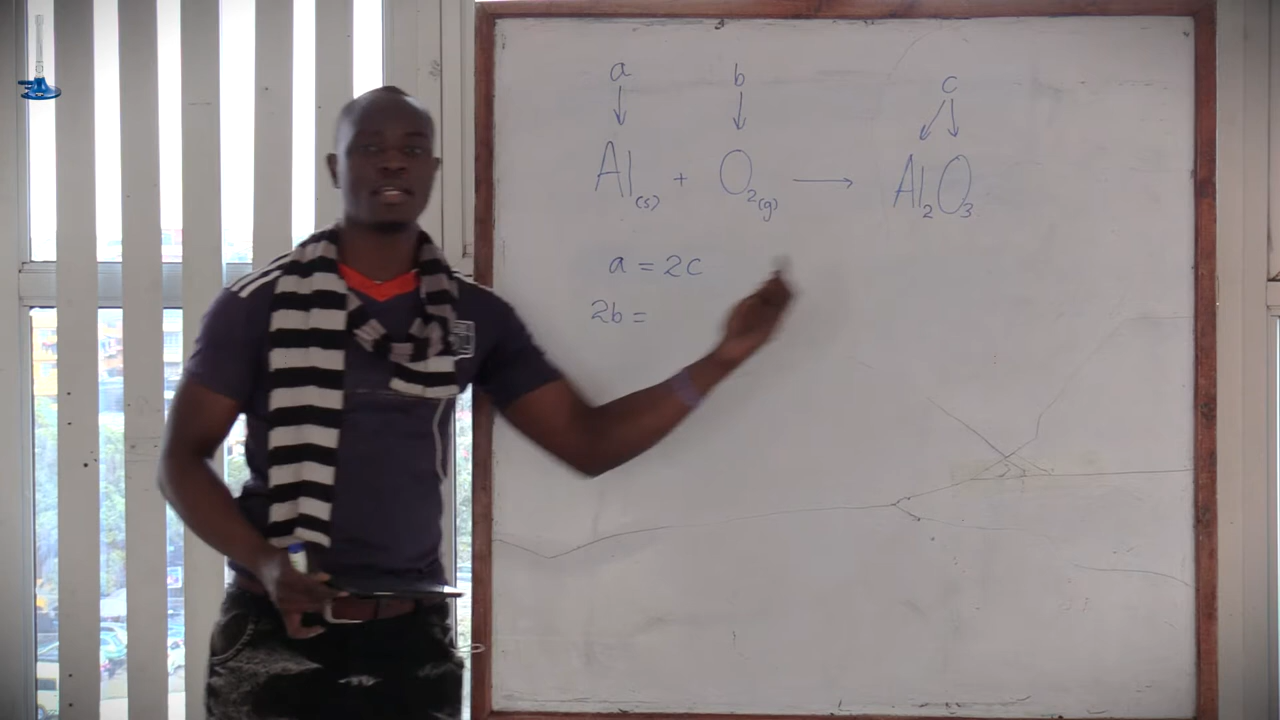 a b c
Al(s) + O₂(g) → Al₂O₃
a = 2c
2b =